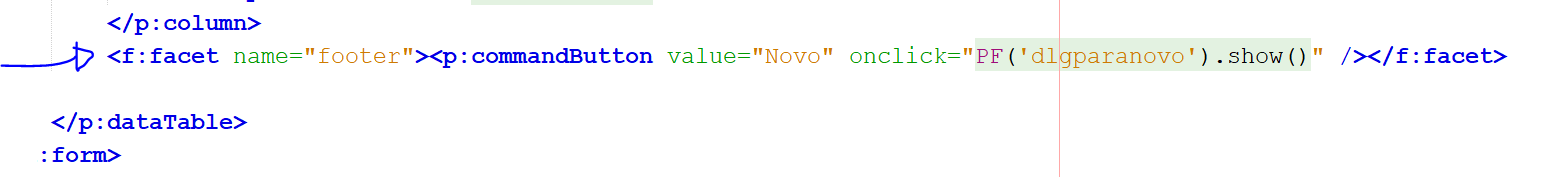 </p:column>
<f:facet name="footer"><p:commandButton value="Novo" onclick="PF('dlgparanovo').show()" /></f:facet>
</p:dataTable>
:form>